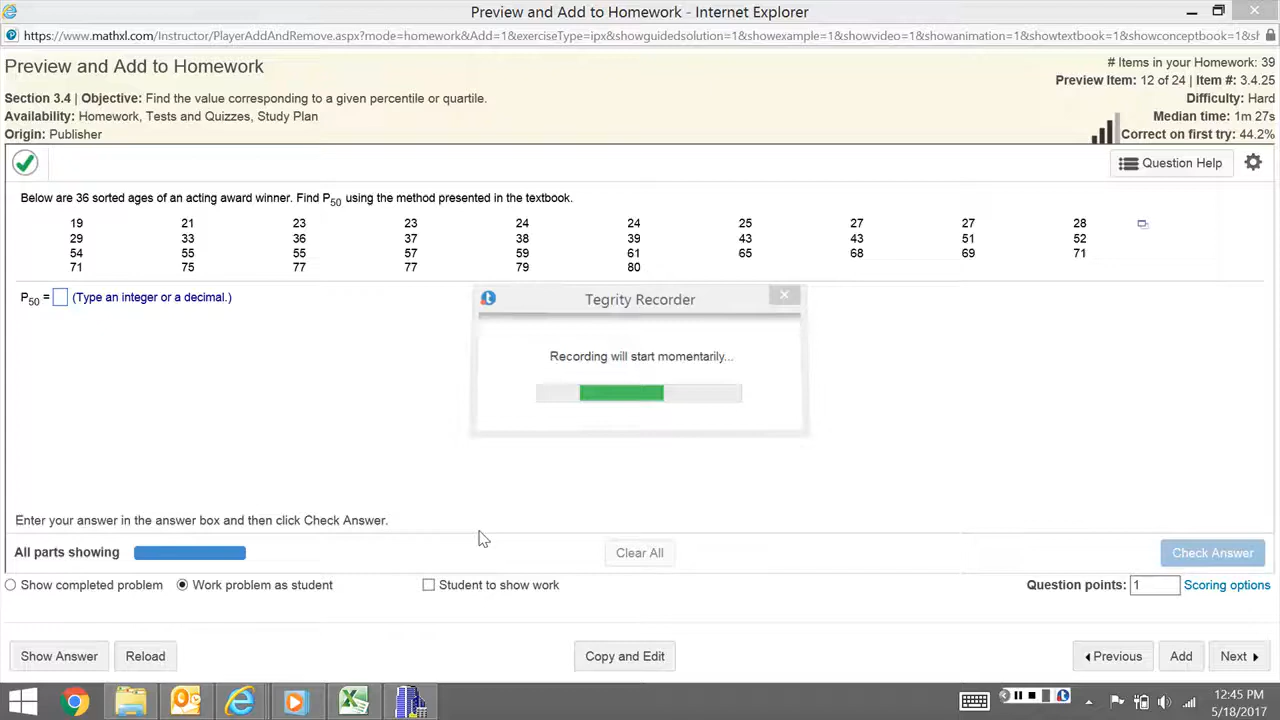 Preview and Add to Homework - Internet Explorer
https://www.mathxl.com/Instructor/PlayerAddAndRemove.aspx?mode=homework&Add=1&exerciseType=ipx&showguidedsolution=1&showexample=1&showvideo=1&showanimation=1&showtextbook=1&showconceptbook=1&sh
Preview and Add to Homework
# Items in your Homework: 39
Preview Item: 12 of 24 | Item #: 3.4.25
Section 3.4 | Objective: Find the value corresponding to a given percentile or quartile.
Difficulty: Hard
Availability: Homework, Tests and Quizzes, Study Plan
Median time: 1m 27s
Origin: Publisher
Correct on first try: 44.2%
Question Help
Below are 36 sorted ages of an acting award winner. Find P50 using the method presented in the textbook.
19 21 23 23 24 24 25 27 27 28
29 33 36 37 38 39 43 43 51 52
54 55 55 57 59 61 65 68 69 71
71 75 77 77 79 80
P50 = (Type an integer or a decimal.)
Tegrity Recorder
Recording will start momentarily...
Enter your answer in the answer box and then click Check Answer.
All parts showing
Clear All
Check Answer
Show completed problem
Work problem as student
Student to show work
Question points: 1
Scoring options
Show Answer
Reload
Copy and Edit
Previous
Add
Next
12:45 PM
5/18/2017